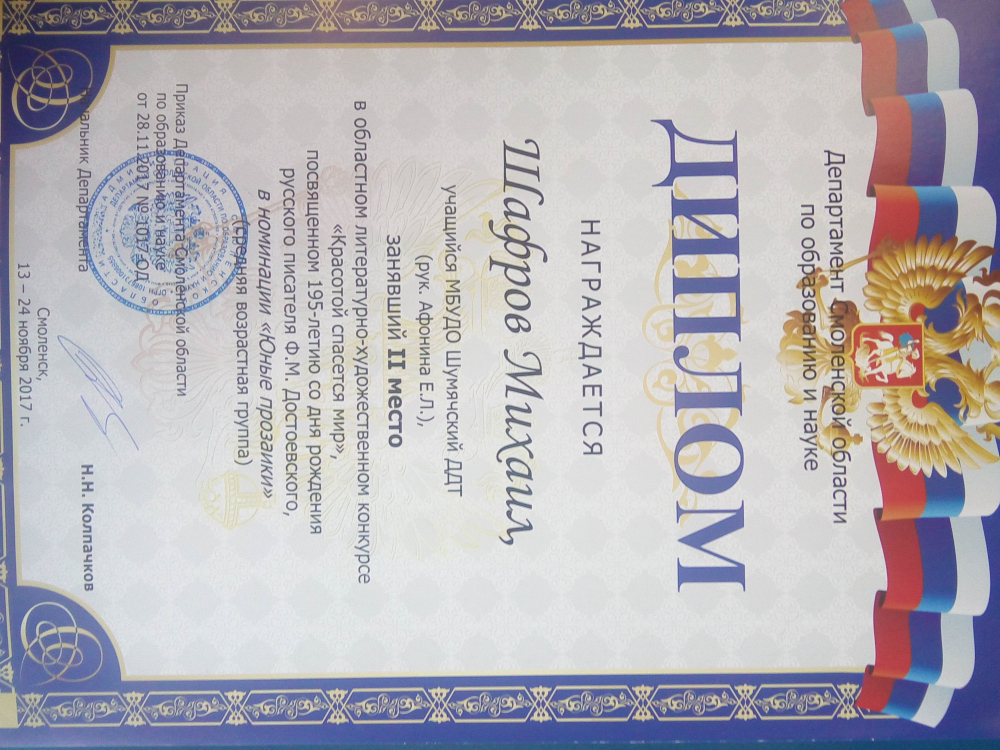 Департамент Смоленской области
по образованию и науке
ДИПЛОМ
НАГРАЖДАЕТСЯ
Шафров Михаил,
учащийся МБУДО Шумячский ДДТ
(рук. Афонина Е.Л.),
занявший II место
в областном литературно-художественном конкурсе
«Красотой спасется мир»,
посвященном 195-летию со дня рождения
русского писателя Ф.М. Достоевского,
в номинации «Юные прозаики»
(средняя возрастная группа)
Приказ Департамента Смоленской области
по образованию и науке
от 28.11.2017 № 1017-ОД
Начальник Департамента
Н.Н. Колпачков
Смоленск,
13 – 24 ноября 2017 г.